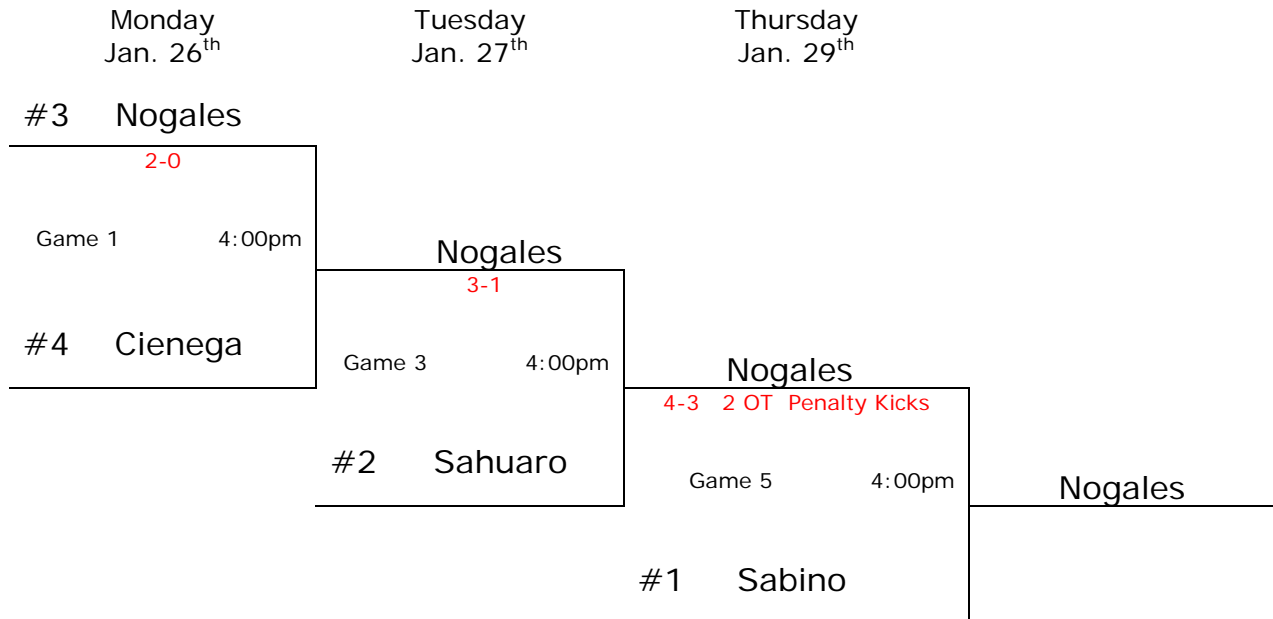 Monday Tuesday Thursday
Jan. 26th Jan. 27th Jan. 29th
#3 Nogales
2-0
Game 1 4:00pm
Nogales
3-1
#4 Cienega
Game 3 4:00pm
Nogales
4-3 2 OT Penalty Kicks
#2 Sahuaro
Game 5 4:00pm
Nogales
#1 Sabino